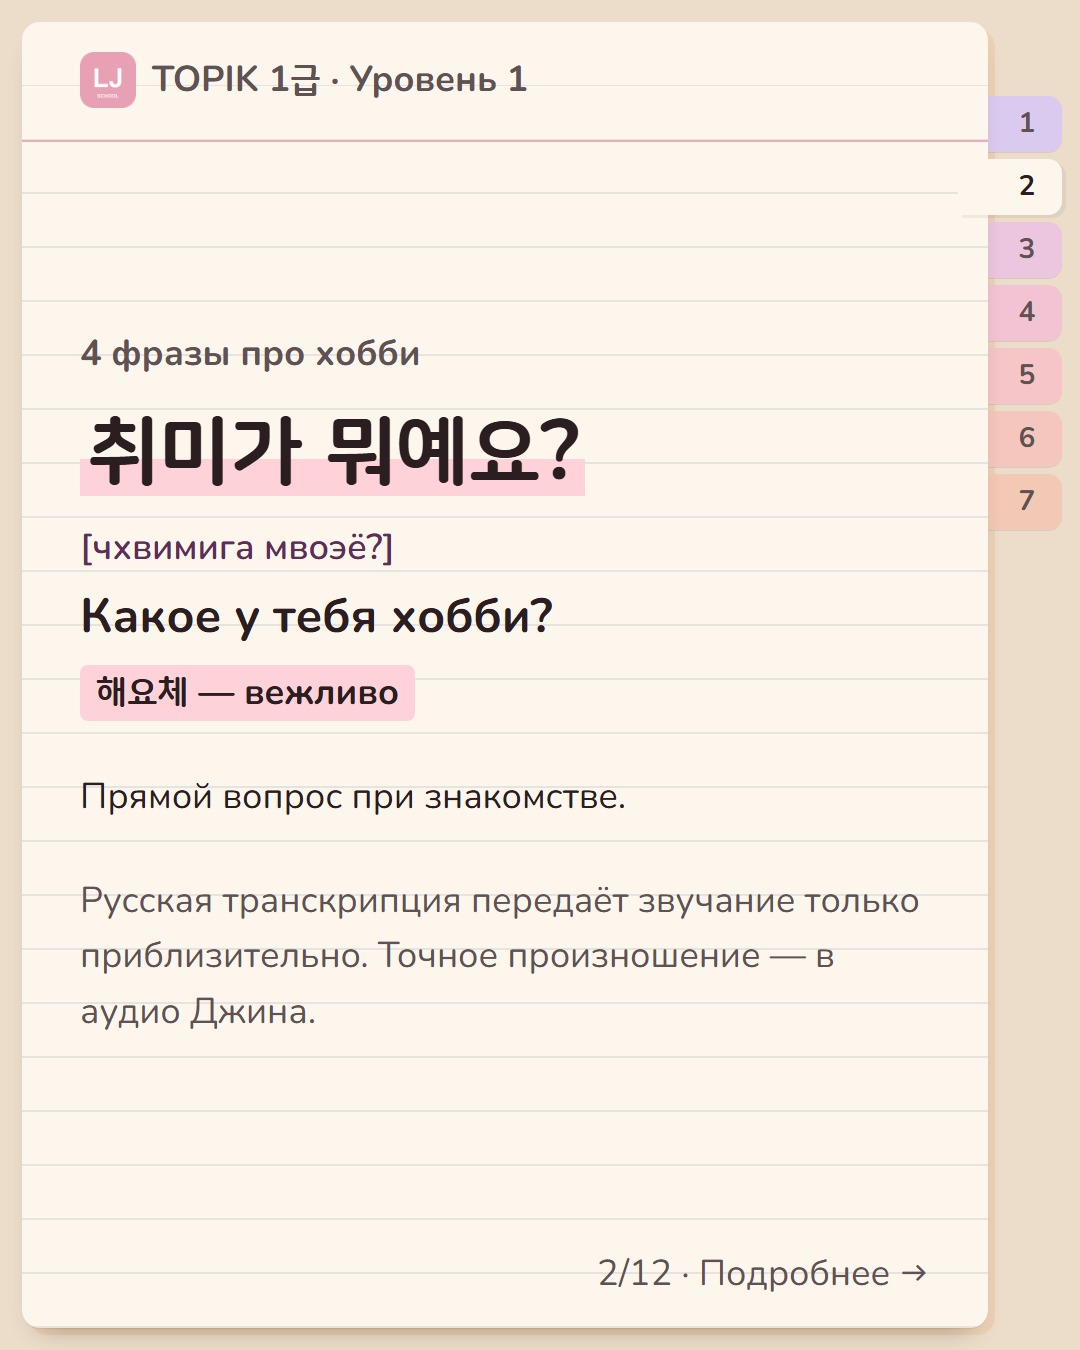 LJ
SCHOOL
TOPIK 1급 · Уровень 1
1
2
3
4
5
6
7
4 фразы про хобби
취미가 뭐예요?
[чхвимига мвоэё?]
Какое у тебя хобби?
해요체 — вежливо
Прямой вопрос при знакомстве.
Русская транскрипция передаёт звучание только
приблизительно. Точное произношение — в
аудио Джина.
2/12 · Подробнее →